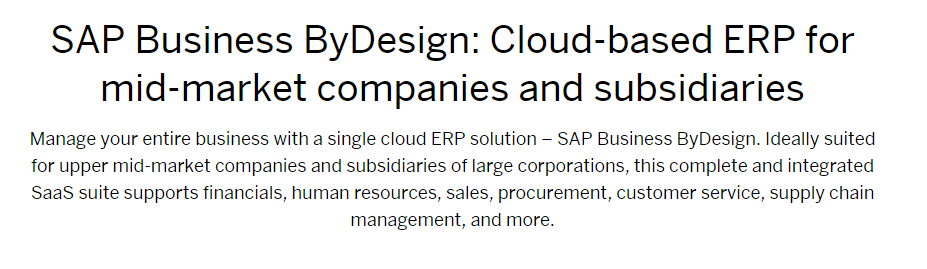 SAP Business ByDesign: Cloud-based ERP for
mid-market companies and subsidiaries
Manage your entire business with a single cloud ERP solution – SAP Business ByDesign. Ideally suited
for upper mid-market companies and subsidiaries of large corporations, this complete and integrated
SaaS suite supports financials, human resources, sales, procurement, customer service, supply chain
management, and more.